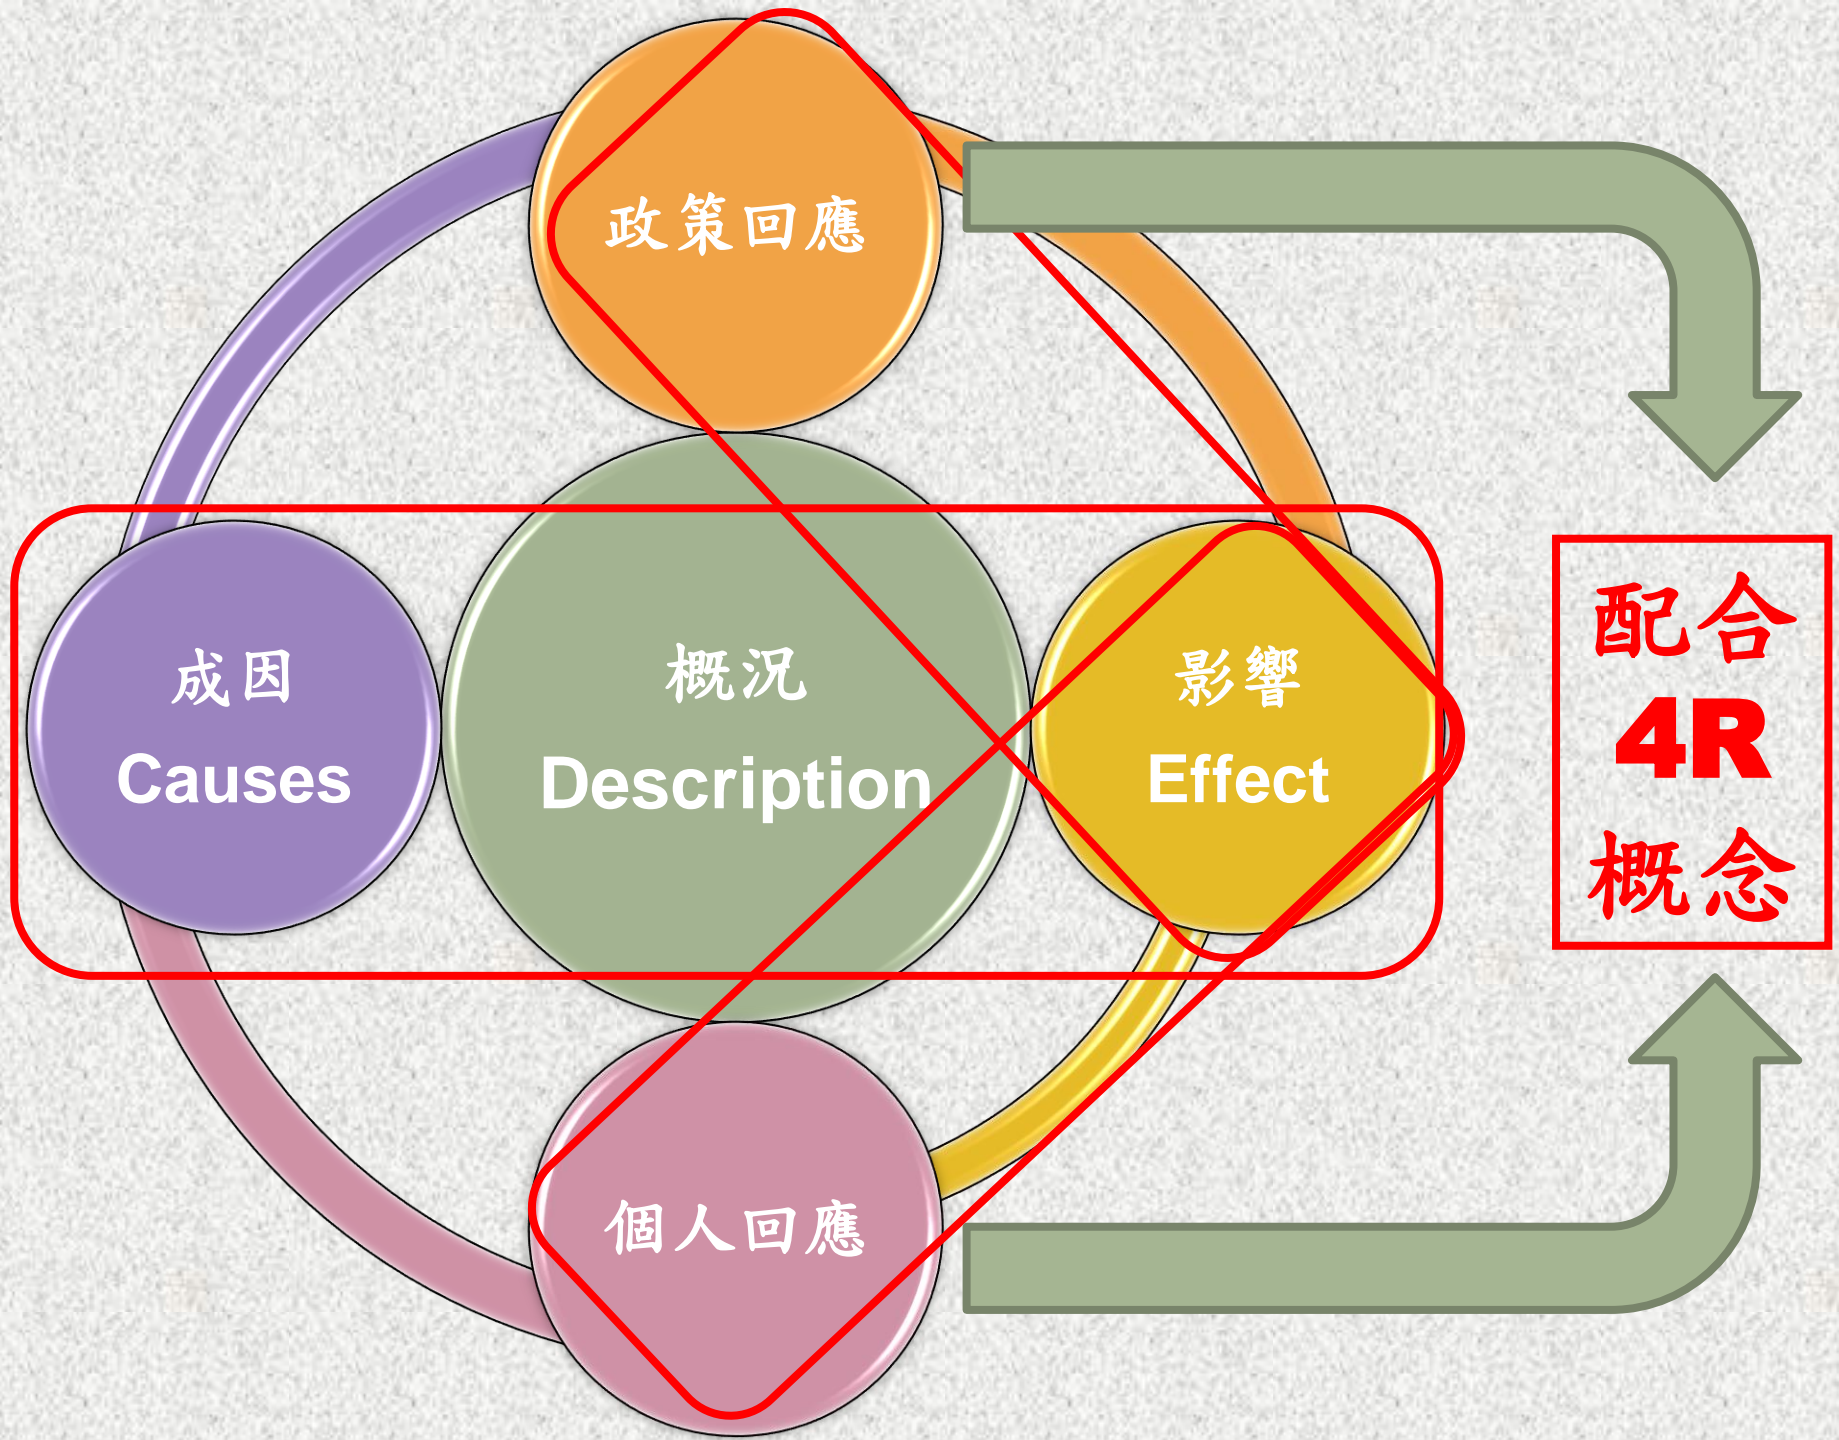 政策回應
成因
Causes
概況
Description
影響
Effect
個人回應
配合
4R
概念